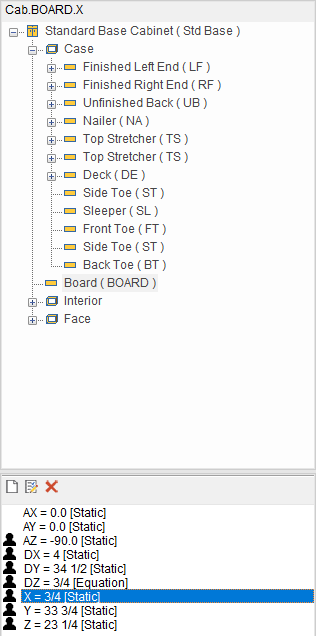 Cab.BOARD.X
Standard Base Cabinet ( Std Base )
Case
Finished Left End ( LF )
Finished Right End ( RF )
Unfinished Back ( UB )
Nailer ( NA )
Top Stretcher ( TS )
Top Stretcher ( TS )
Deck ( DE )
Side Toe ( ST )
Sleeper ( SL )
Front Toe ( FT )
Side Toe ( ST )
Back Toe ( BT )
Board ( BOARD )
Interior
Face
AX = 0.0 [Static]
AY = 0.0 [Static]
AZ = -90.0 [Static]
DX = 4 [Static]
DY = 34 1/2 [Static]
DZ = 3/4 [Equation]
X = 3/4 [Static]
Y = 33 3/4 [Static]
Z = 23 1/4 [Static]